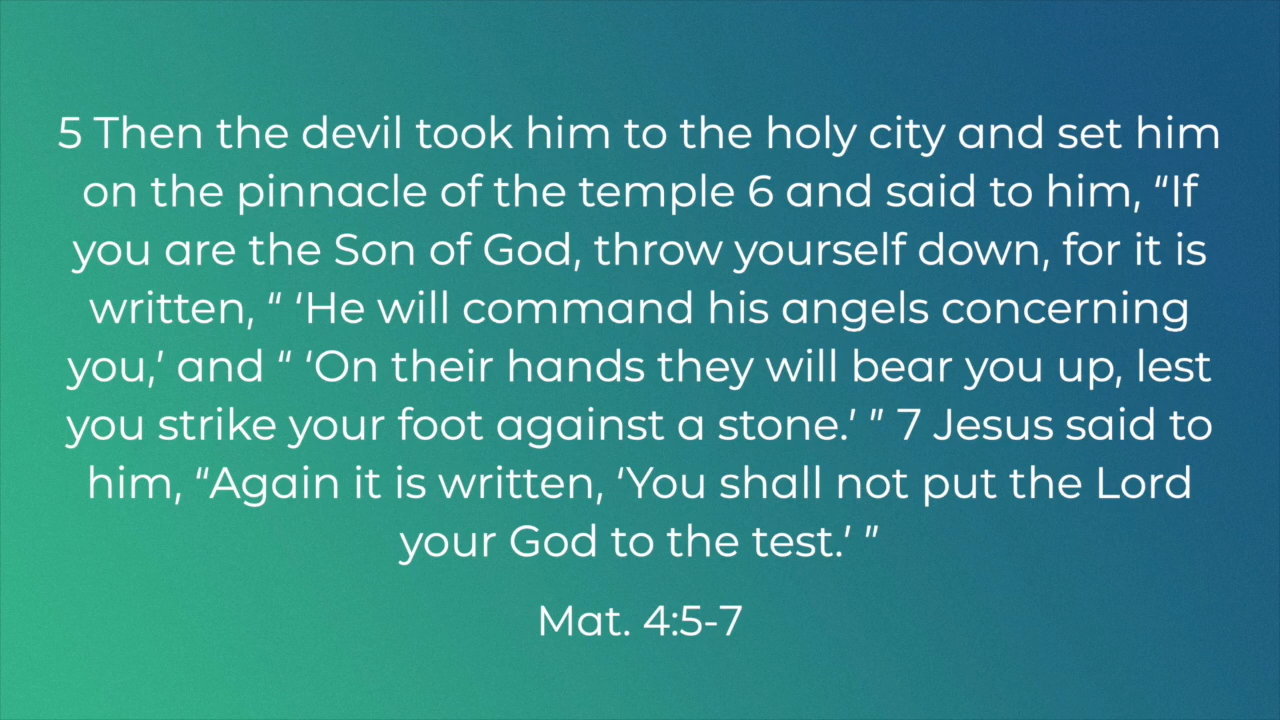 5 Then the devil took him to the holy city and set him
on the pinnacle of the temple 6 and said to him, “If
you are the Son of God, throw yourself down, for it is
written, “ ‘He will command his angels concerning
you,’ and “ ‘On their hands they will bear you up, lest
you strike your foot against a stone.’ ” 7 Jesus said to
him, “Again it is written, ‘You shall not put the Lord
your God to the test.’ ”
Mat. 4:5-7